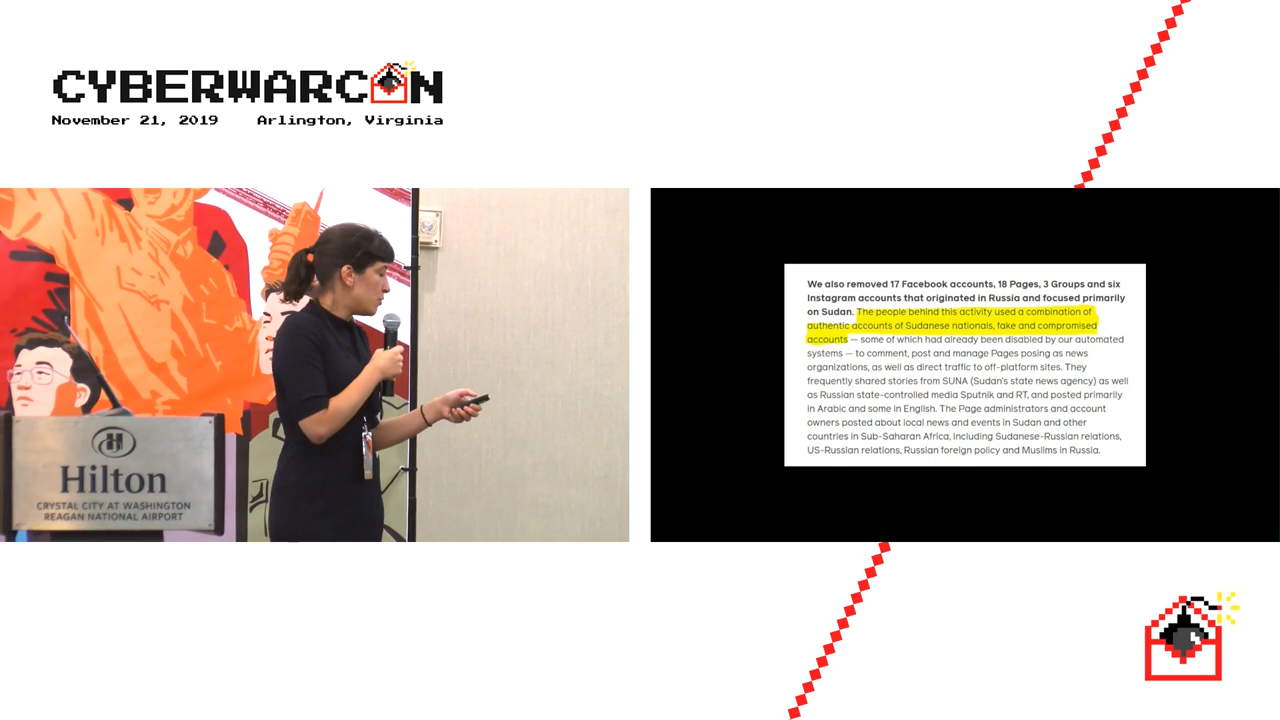 CYBERWARCON
November 21, 2019 Arlington, Virginia
Hilton
CRYSTAL CITY AT WASHINGTON
REAGAN NATIONAL AIRPORT
We also removed 17 Facebook accounts, 18 Pages, 3 Groups and six
Instagram accounts that originated in Russia and focused primarily
on Sudan. The people behind this activity used a combination of
authentic accounts of Sudanese nationals, fake and compromised
accounts — some of which had already been disabled by our automated
systems — to comment, post and manage Pages posing as news
organizations, as well as direct traffic to off-platform sites. They
frequently shared stories from SUNA (Sudan's state news agency) as well
as Russian state-controlled media Sputnik and RT, and posted primarily
in Arabic and some in English. The Page administrators and account
owners posted about local news and events in Sudan and other
countries in Sub-Saharan Africa, including Sudanese-Russian relations,
US-Russian relations, Russian foreign policy and Muslims in Russia.